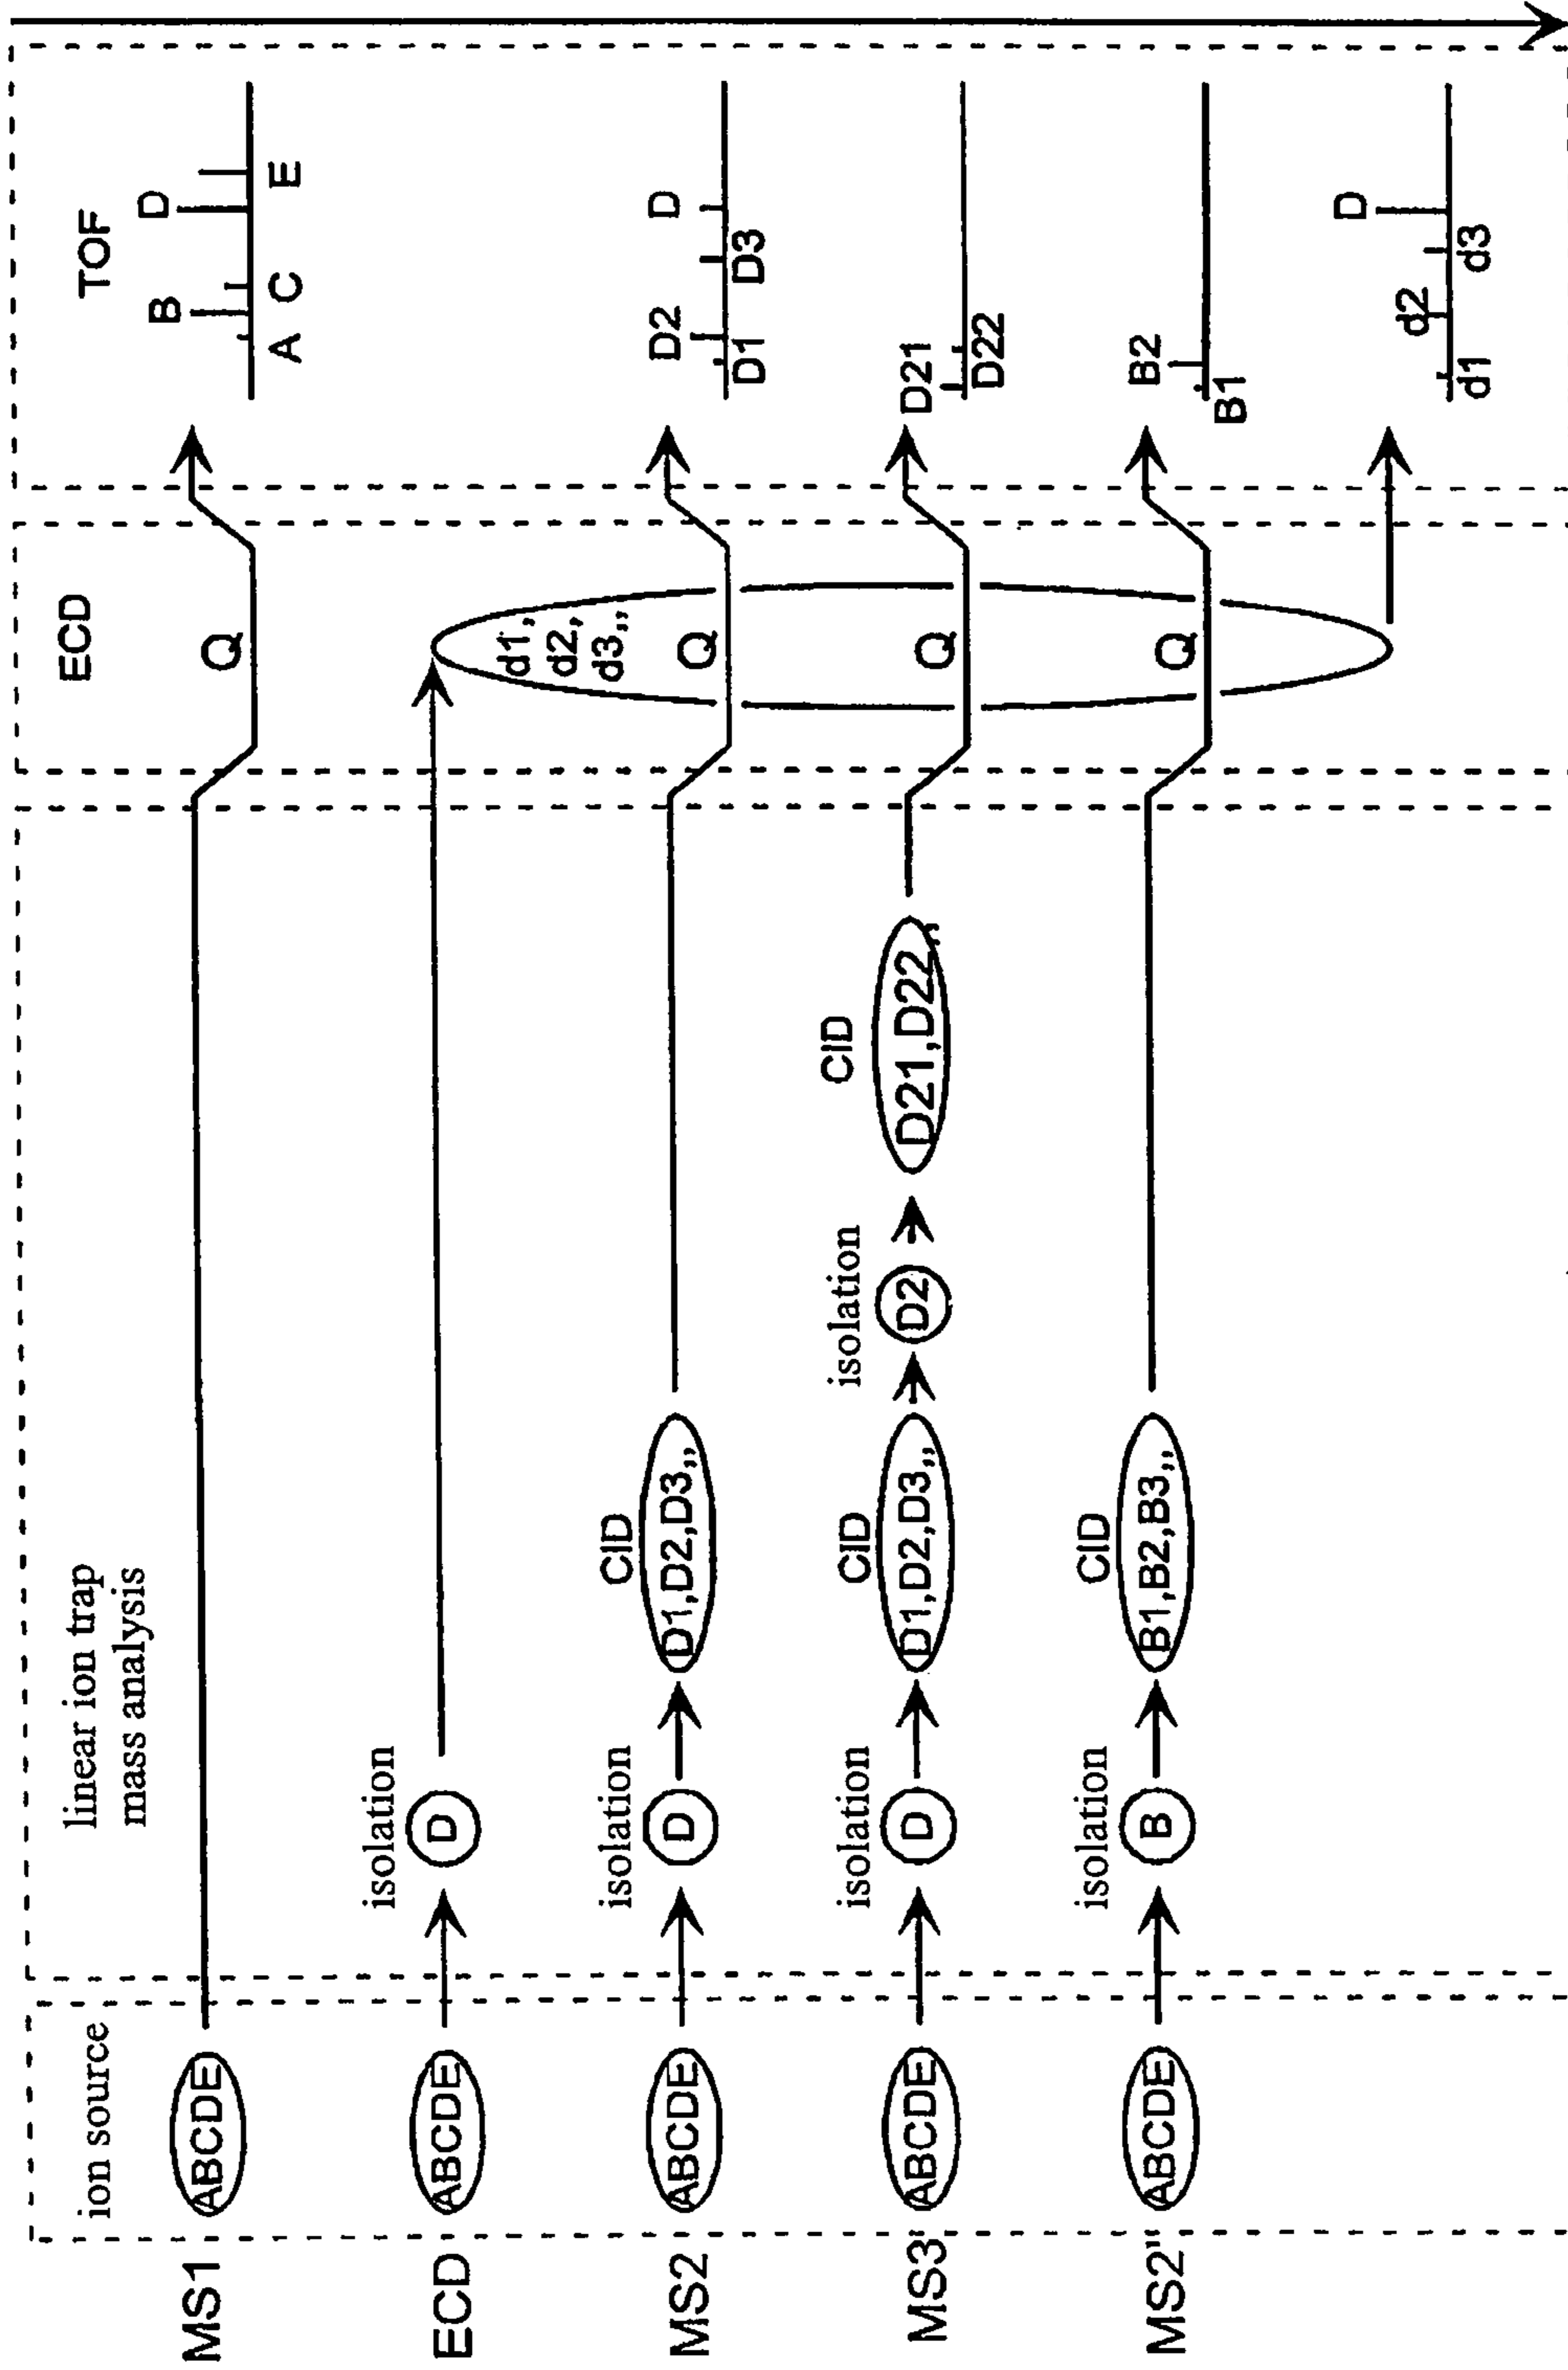 ion source
linear ion trap
mass analysis
ECD
TOF
MS1
ABCDE
Q
A
B
C
D
E
ECD
ABCDE
isolation
D
d1,
d2,
d3,,,
MS2
ABCDE
isolation
D
CID
D1,D2,D3,,,
Q
D1
D2
D3
D
MS3'
ABCDE
isolation
D
CID
D1,D2,D3,,,
isolation
D2
CID
D21,D22,,,
Q
D21
D22
MS2''
ABCDE
isolation
B
CID
B1,B2,B3,,,
Q
B1
B2
d1
d2
d3
D